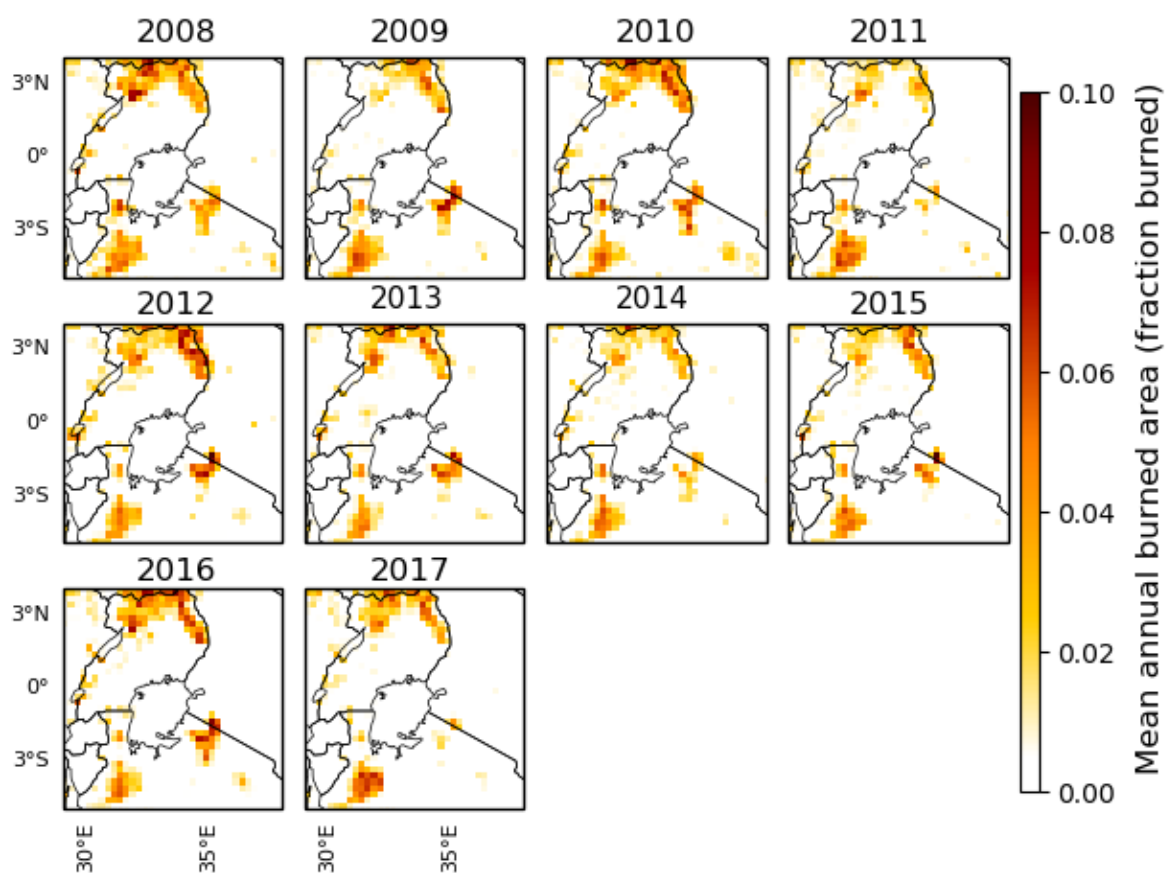 2008 2009 2010 2011
3°N
0°
3°S
0.10
0.08
0.06
0.04
0.02
0.00
Mean annual burned area (fraction burned)
2012 2013 2014 2015
3°N
0°
3°S
2016 2017
3°N
0°
3°S
30°E 35°E 30°E 35°E